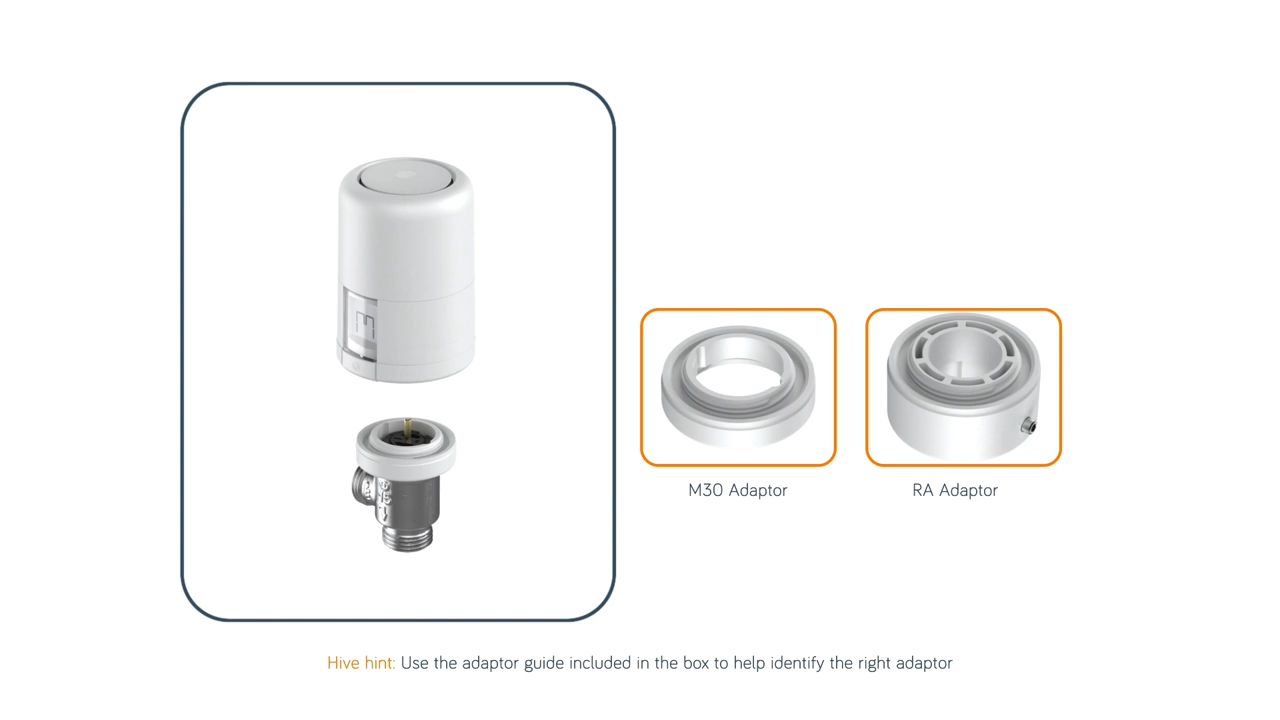 M30 Adaptor
RA Adaptor
Hive hint: Use the adaptor guide included in the box to help identify the right adaptor